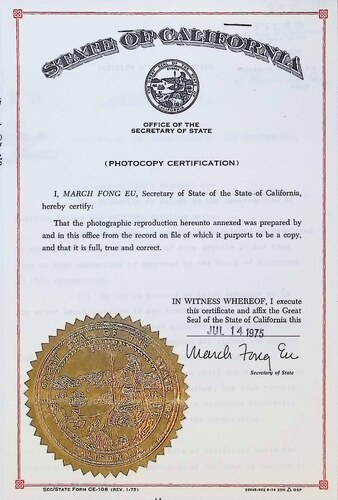 STATE OF CALIFORNIA
OFFICE OF THE
SECRETARY OF STATE
(PHOTOCOPY CERTIFICATION)
I, MARCH FONG EU, Secretary of State of the State of California,
hereby certify:
That the photographic reproduction hereunto annexed was prepared by
and in this office from the record on file of which it purports to be a copy,
and that it is full, true and correct.
IN WITNESS WHEREOF, I execute
this certificate and affix the Great
Seal of the State of California this
JUL 14 1975
March Fong Eu
Secretary of State
SEC/STATE FORM CE-108 (REV. 1-75)
OSP